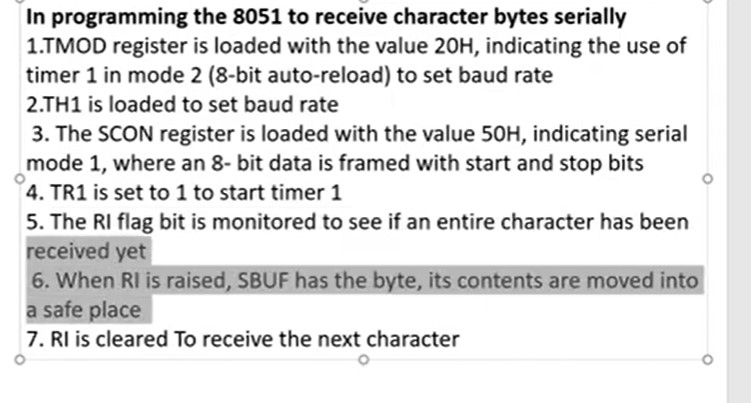 In programming the 8051 to receive character bytes serially
1.TMOD register is loaded with the value 20H, indicating the use of
timer 1 in mode 2 (8-bit auto-reload) to set baud rate
2.TH1 is loaded to set baud rate
3. The SCON register is loaded with the value 50H, indicating serial
mode 1, where an 8- bit data is framed with start and stop bits
4. TR1 is set to 1 to start timer 1
5. The RI flag bit is monitored to see if an entire character has been
received yet
6. When RI is raised, SBUF has the byte, its contents are moved into
a safe place
7. RI is cleared To receive the next character